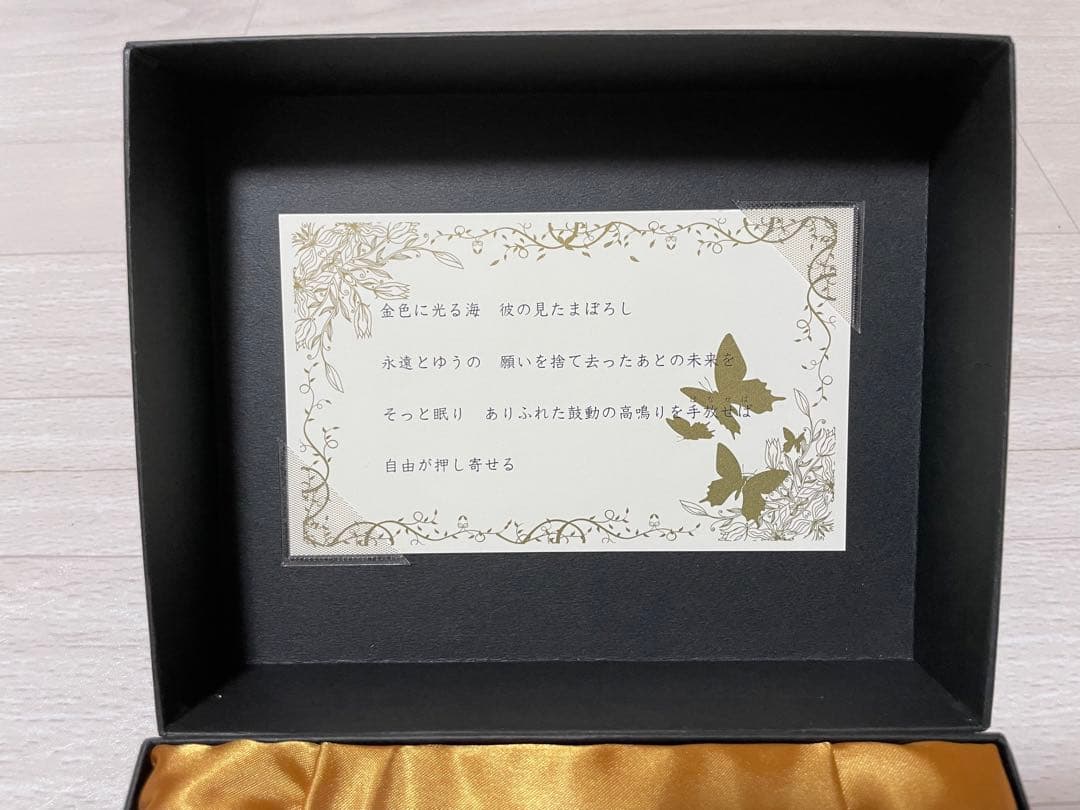 金色に光る海　彼の見たまぼろし
永遠とゆうの　願いを捨て去ったあとの未来を
そっと眠り　ありふれた鼓動の高鳴りを手放せば
自由が押し寄せる